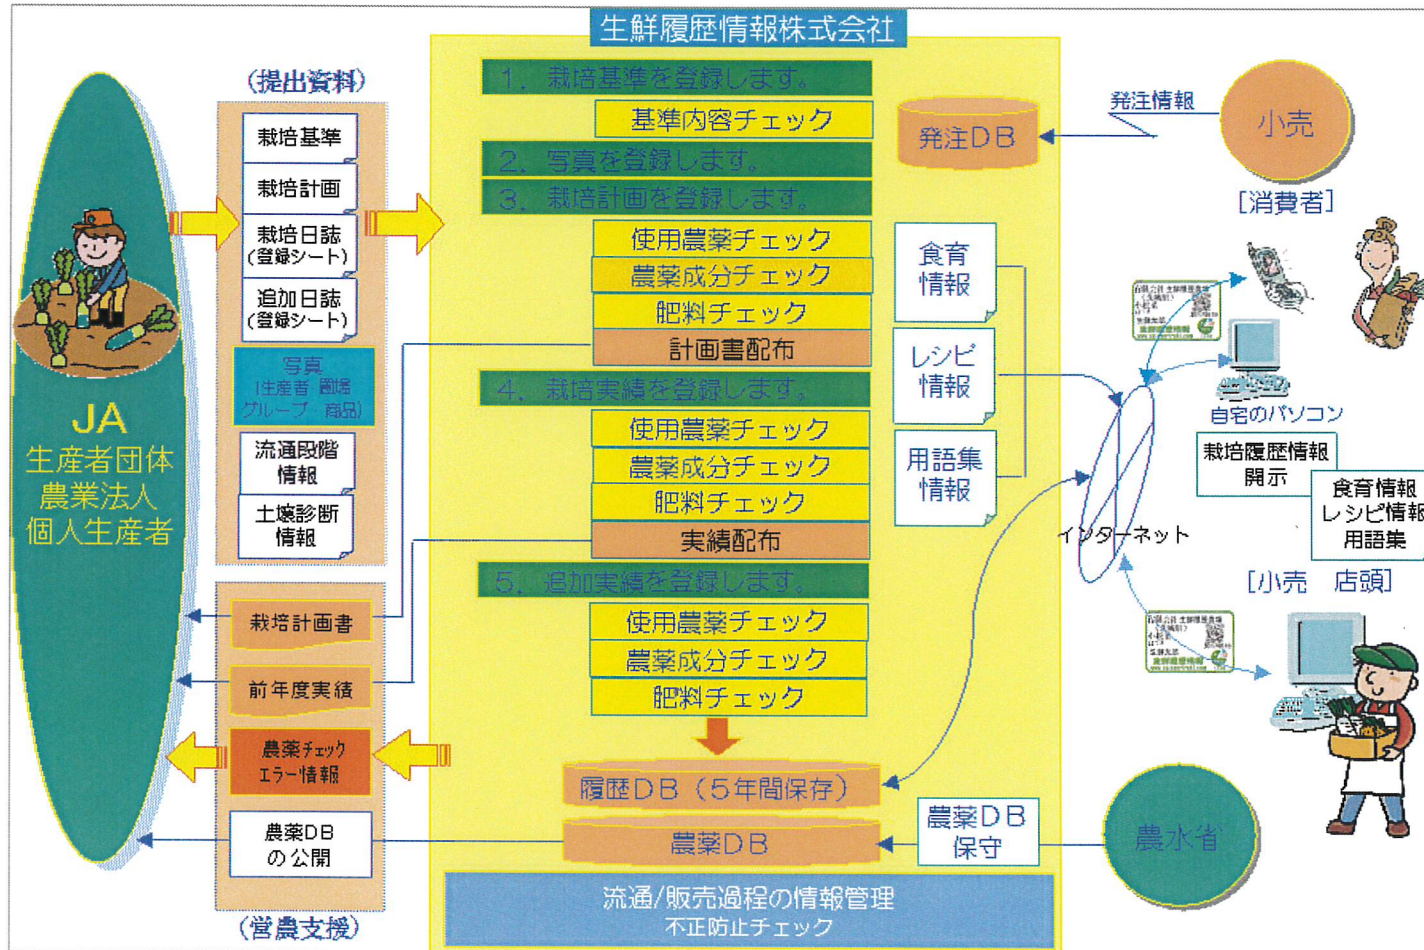 生鮮履歴情報株式会社
(提出資料)
栽培基準
栽培計画
栽培日誌
(登録シート)
追加日誌
(登録シート)
写真
(生産者 圃場
グループ 商品)
流通段階
情報
土壌診断
情報
JA
生産者団体
農業法人
個人生産者
栽培計画書
前年度実績
農薬チェック
エラー情報
農薬DB
の公開
(営農支援)
1. 栽培基準を登録します。
基準内容チェック
2. 写真を登録します。
3. 栽培計画を登録します。
使用農薬チェック
農薬成分チェック
肥料チェック
計画書配布
4. 栽培実績を登録します。
使用農薬チェック
農薬成分チェック
肥料チェック
実績配布
5. 追加実績を登録します。
使用農薬チェック
農薬成分チェック
肥料チェック
履歴DB(5年間保存)
農薬DB
流通/販売過程の情報管理
不正防止チェック
発注DB
発注情報
小売
食育
情報
レシピ
情報
用語集
情報
農薬DB
保守
農水省
[消費者]
自宅のパソコン
栽培履歴情報
開示
食育情報
レシピ情報
用語集
インターネット
[小売 店頭]
生鮮履歴情報
生鮮履歴情報